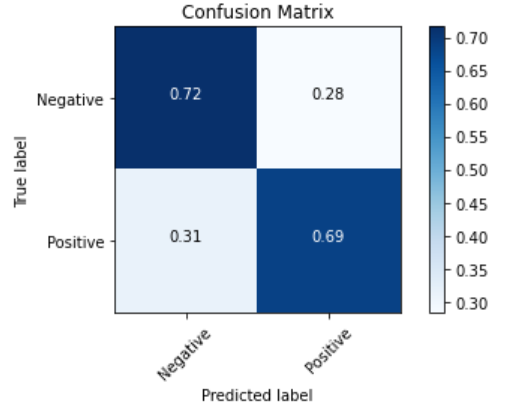 Confusion Matrix
True label
Negative
0.72 0.28
Positive
0.31 0.69
Negative Positive
Predicted label
0.70
0.65
0.60
0.55
0.50
0.45
0.40
0.35
0.30